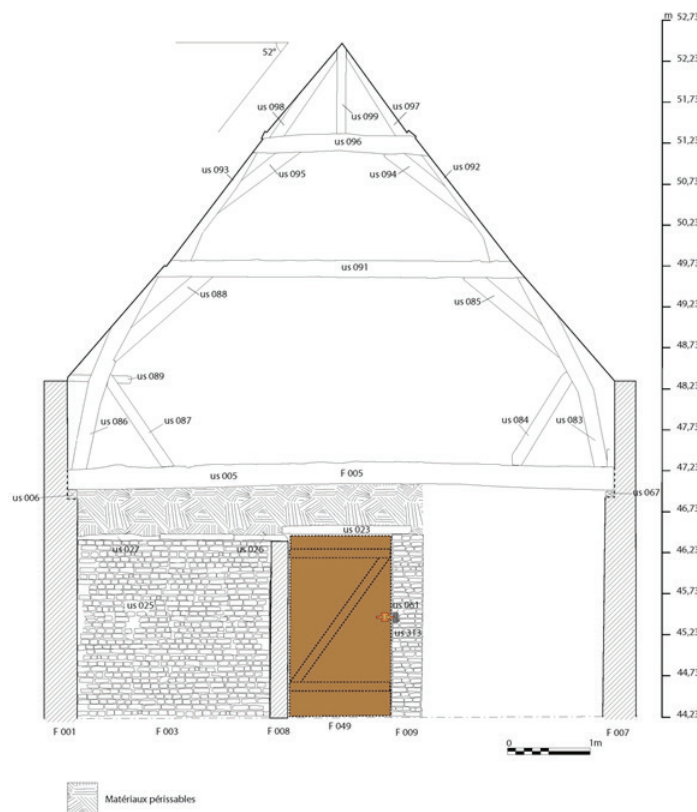 m
52,73
52,23
51,73
51,23
50,73
50,23
49,73
49,23
48,73
48,23
47,73
47,23
46,73
46,23
45,73
45,23
44,73
44,23
52°
us 098
us 099
us 097
us 096
us 093
us 095
us 094
us 092
us 091
us 088
us 085
us 089
us 086
us 087
us 084
us 083
us 005
F 005
us 006
us 067
us 023
us 027
us 026
us 025
us 061
us 313
F 001
F 003
F 008
F 049
F 009
F 007
0
1m
Matériaux périssables